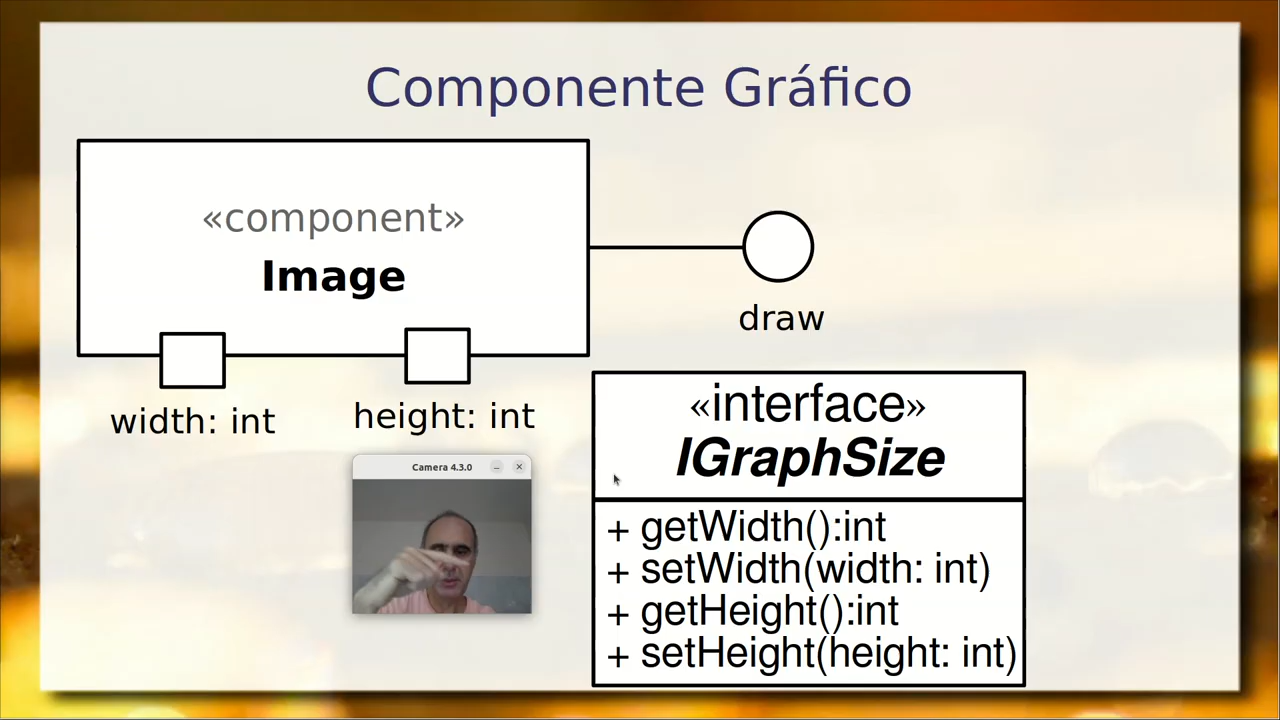 Componente Gráfico
«component»
Image
draw
width: int
height: int
Camera 4.3.0
«interface»
IGraphSize
+ getWidth():int
+ setWidth(width: int)
+ getHeight():int
+ setHeight(height: int)